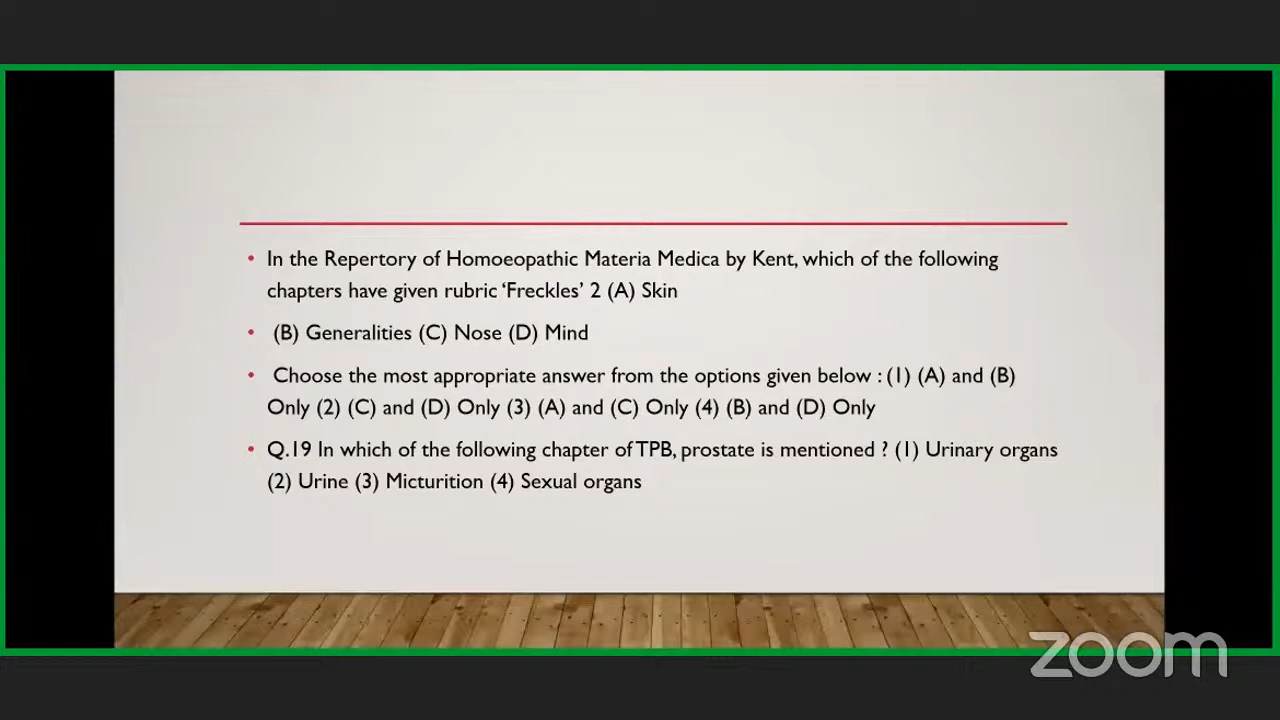 • In the Repertory of Homoeopathic Materia Medica by Kent, which of the following
chapters have given rubric ‘Freckles’ 2 (A) Skin
• (B) Generalities (C) Nose (D) Mind
• Choose the most appropriate answer from the options given below : (1) (A) and (B)
Only (2) (C) and (D) Only (3) (A) and (C) Only (4) (B) and (D) Only
• Q.19 In which of the following chapter of TPB, prostate is mentioned ? (1) Urinary organs
(2) Urine (3) Micturition (4) Sexual organs
zoom